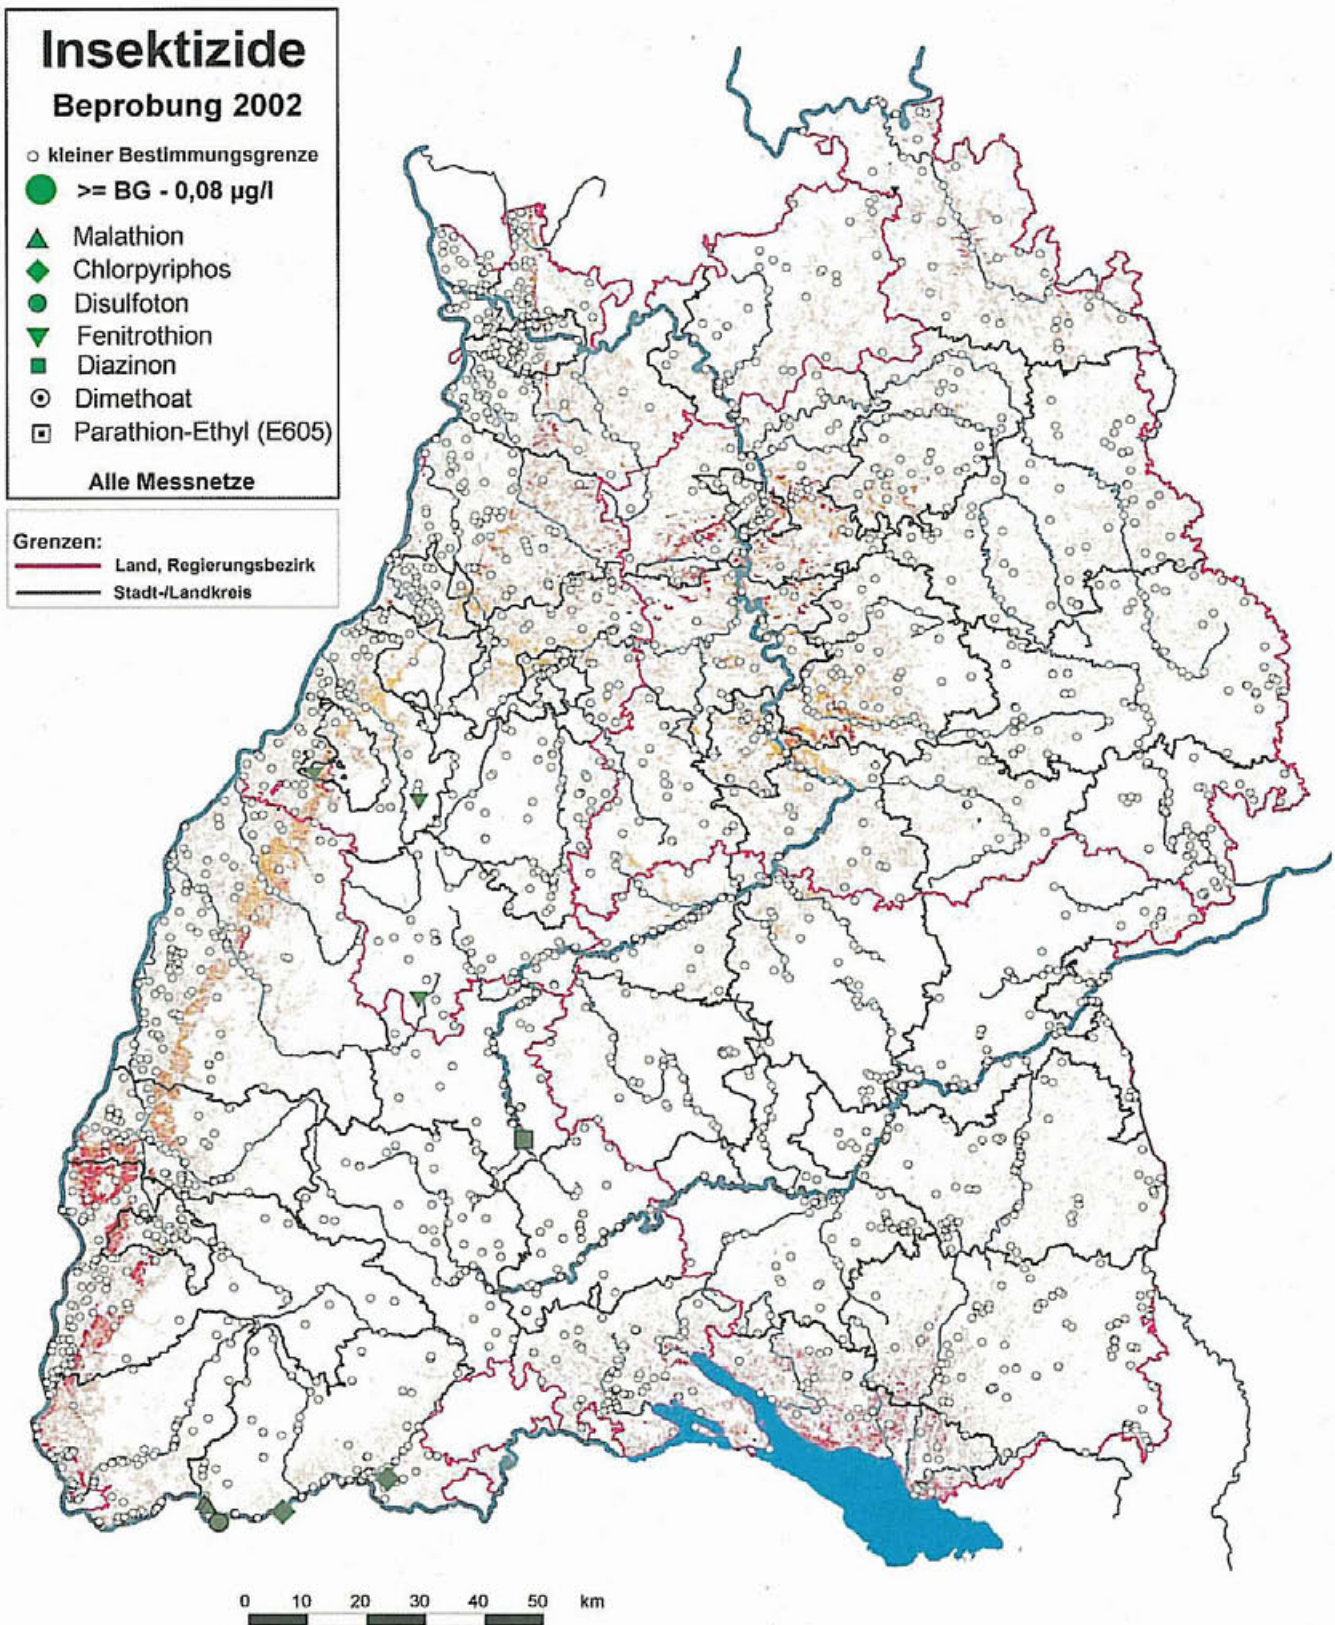 Insektizide
Beprobung 2002
kleiner Bestimmungsgrenze
>= BG - 0,08 µg/l
Malathion
Chlorpyriphos
Disulfoton
Fenitrothion
Diazinon
Dimethoat
Parathion-Ethyl (E605)
Alle Messnetze
Grenzen:
Land, Regierungsbezirk
Stadt-/Landkreis
0 10 20 30 40 50 km